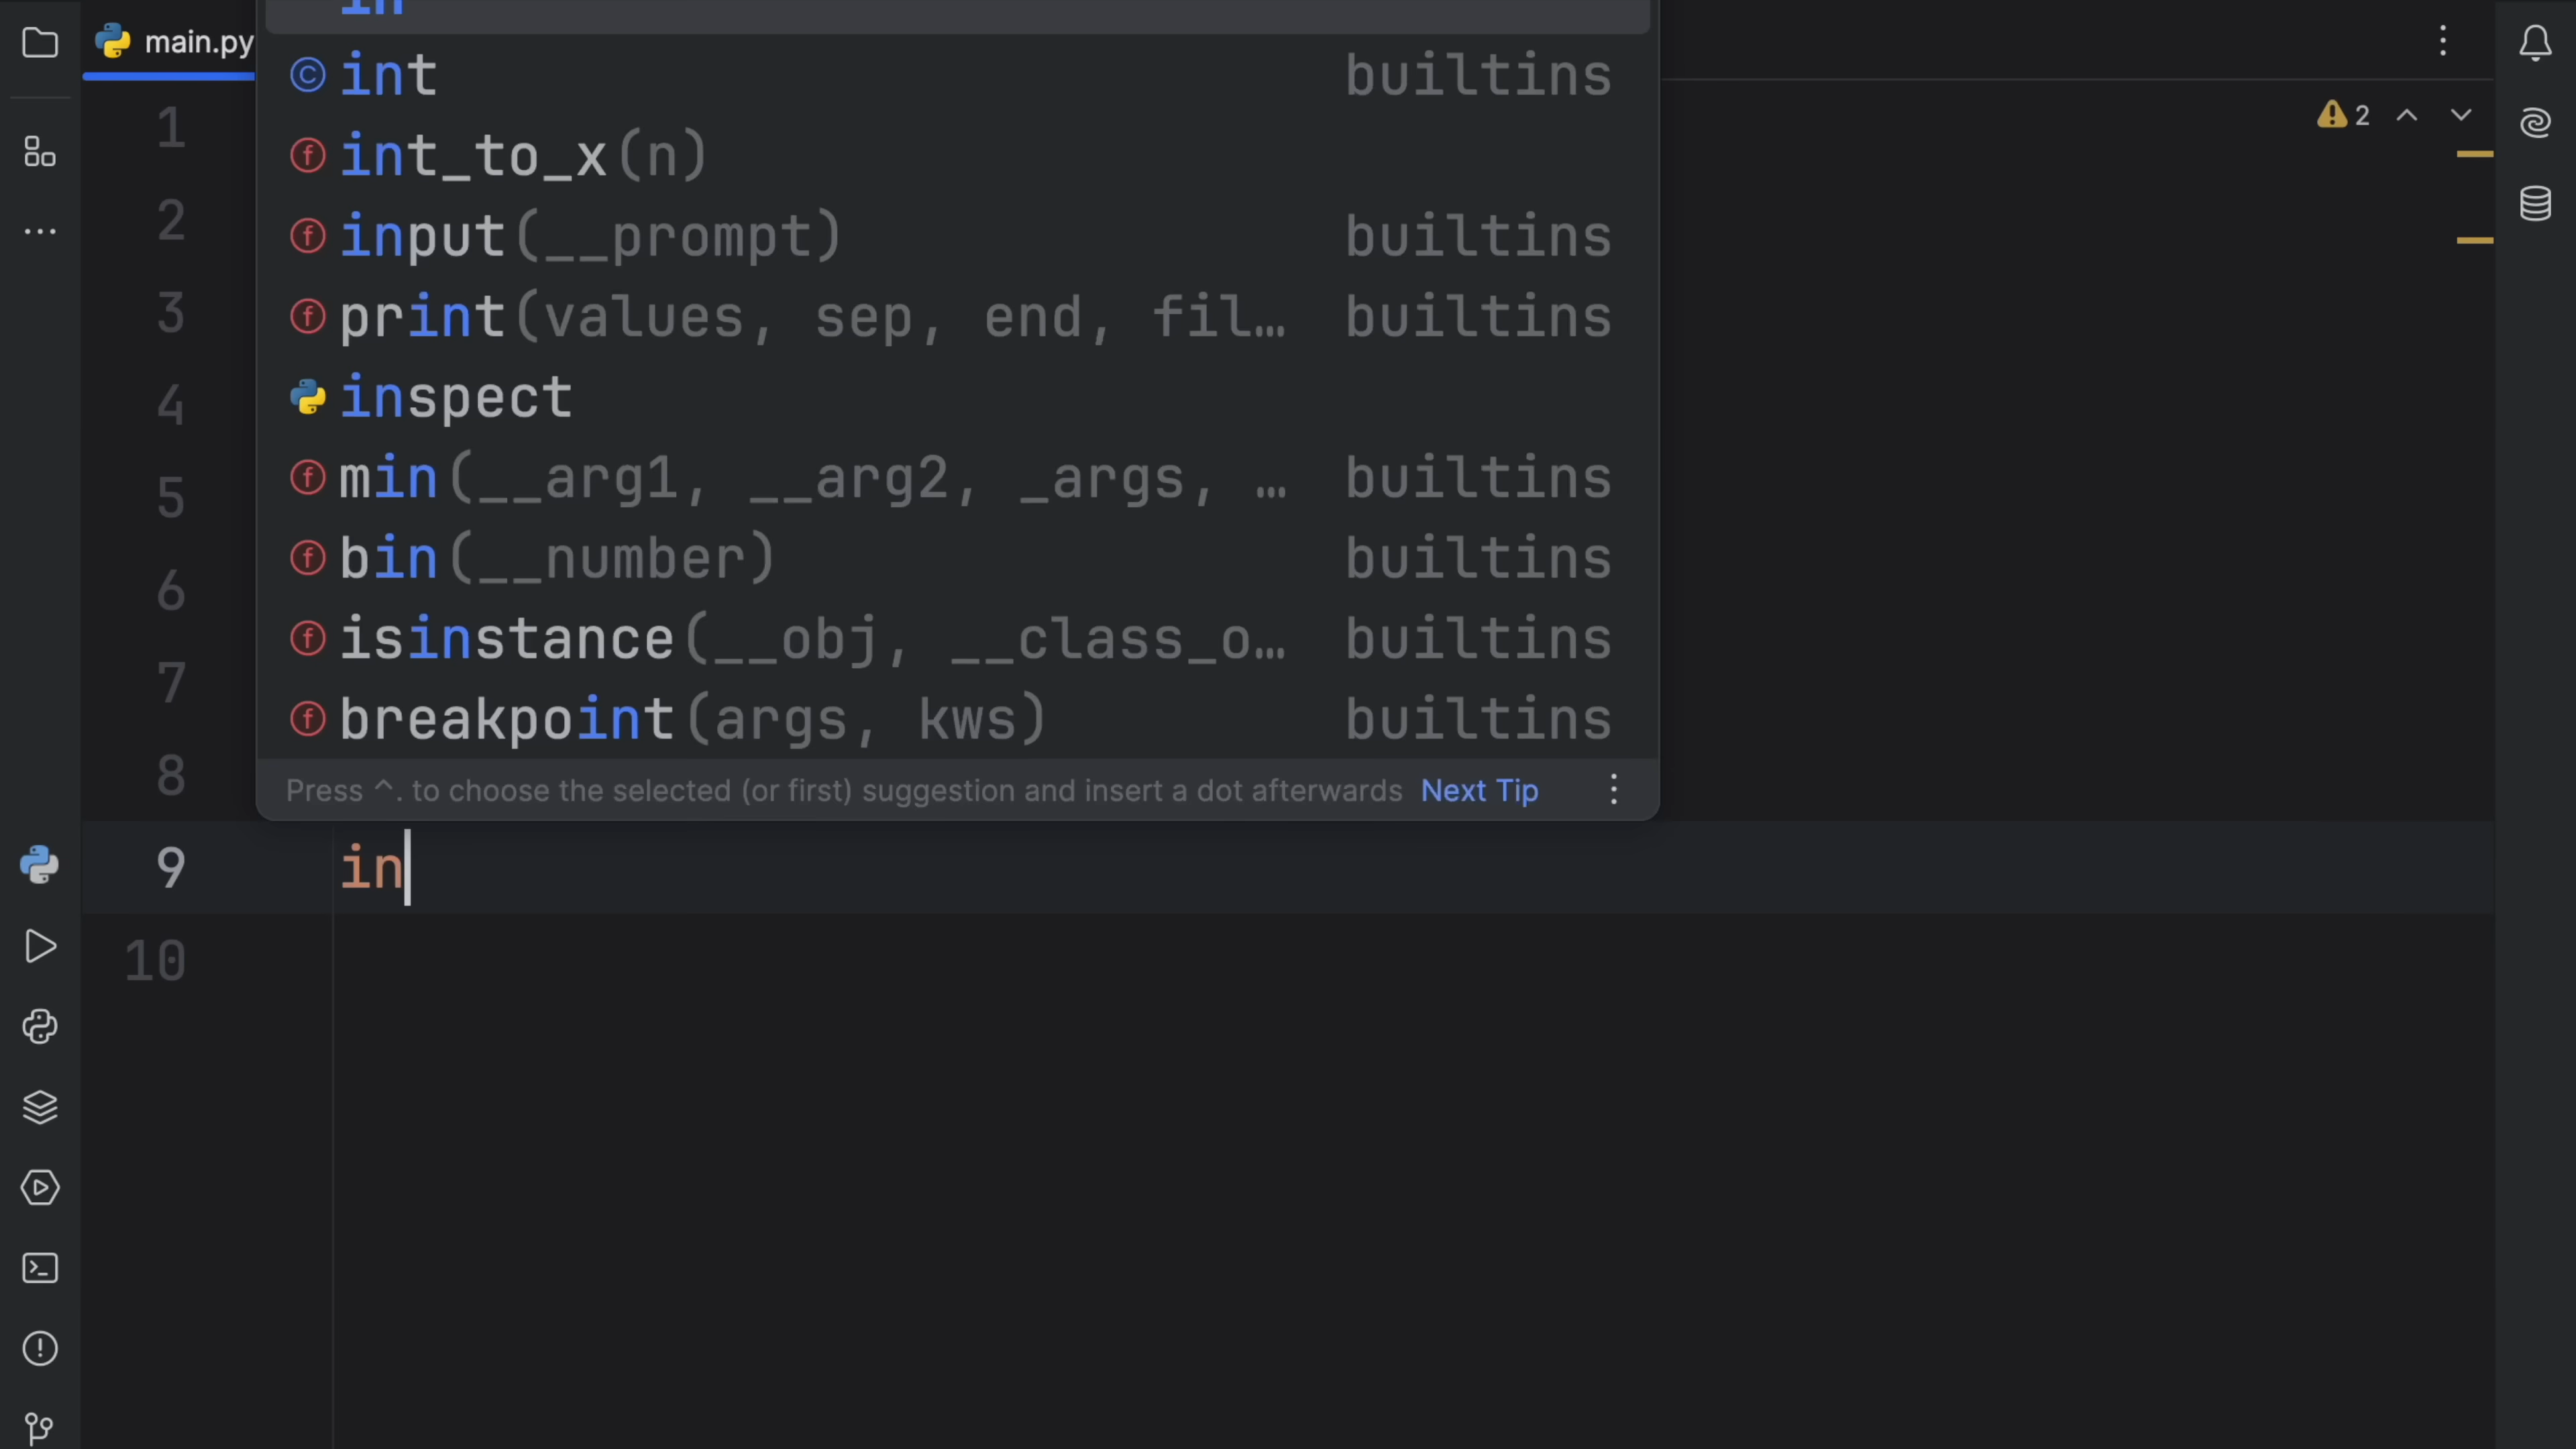 in
main.py
int builtins
2
1
int_to_x(n)
2
input(__prompt) builtins
3
print(values, sep, end, fil… builtins
4
inspect
5
min(__arg1, __arg2, _args, … builtins
6
bin(__number) builtins
7
isinstance(__obj, __class_o… builtins
breakpoint(args, kws) builtins
8
Press ^. to choose the selected (or first) suggestion and insert a dot afterwards Next Tip
9 in
10